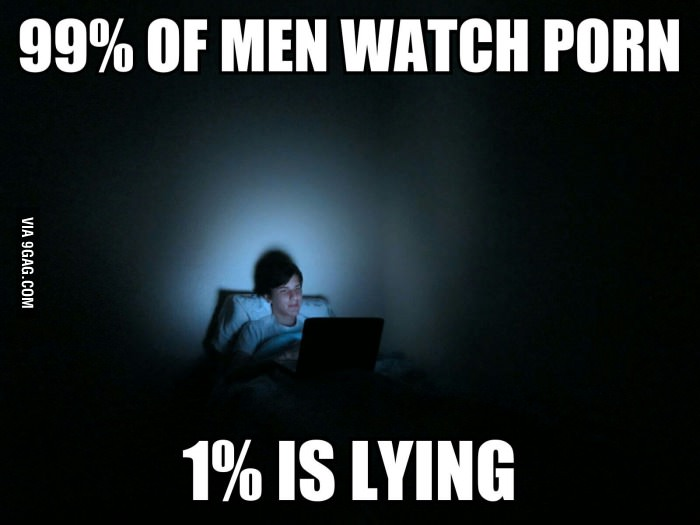 99% OF MEN WATCH PORN
VIA 9GAG.COM
1% IS LYING